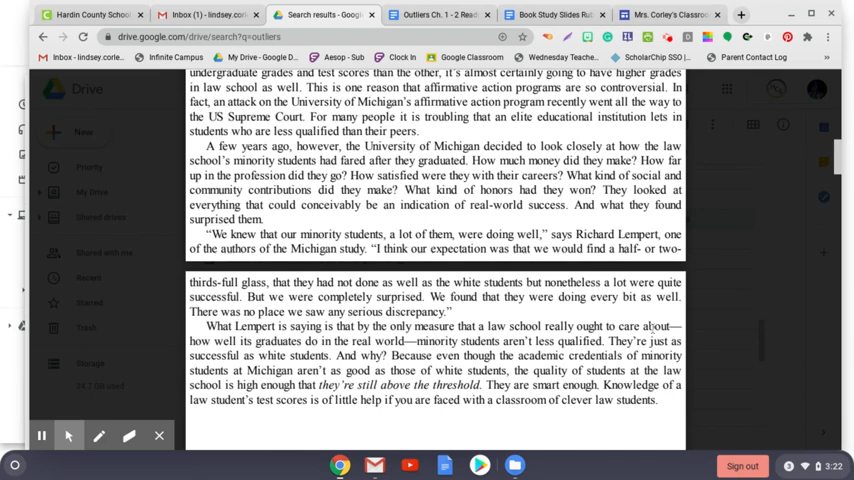 Hardin County School
Inbox (1) - lindsey.cor
Search results - Googl
Outliers Ch. 1 - 2 Read
Book Study Slides Rub
Mrs. Corley's Classroo
drive.google.com/drive/search?q=outliers
Inbox - lindsey.corle...
Infinite Campus
My Drive - Google D...
Aesop - Sub
Clock In
Google Classroom
Wednesday Teache...
ScholarChip SSO |...
Parent Contact Log
Drive
New
Priority
My Drive
Shared drives
Shared with me
Recent
Starred
Trash
Storage
24.7 GB used
undergraduate grades and test scores than the other, it's almost certainly going to have higher grades
in law school as well. This is one reason that affirmative action programs are so controversial. In
fact, an attack on the University of Michigan's affirmative action program recently went all the way to
the US Supreme Court. For many people it is troubling that an elite educational institution lets in
students who are less qualified than their peers.
A few years ago, however, the University of Michigan decided to look closely at how the law
school's minority students had fared after they graduated. How much money did they make? How far
up in the profession did they go? How satisfied were they with their careers? What kind of social and
community contributions did they make? What kind of honors had they won? They looked at
everything that could conceivably be an indication of real-world success. And what they found
surprised them.
“We knew that our minority students, a lot of them, were doing well,” says Richard Lempert, one
of the authors of the Michigan study. “I think our expectation was that we would find a half- or two-
thirds-full glass, that they had not done as well as the white students but nonetheless a lot were quite
successful. But we were completely surprised. We found that they were doing every bit as well.
There was no place we saw any serious discrepancy.”
What Lempert is saying is that by the only measure that a law school really ought to care about—
how well its graduates do in the real world—minority students aren't less qualified. They're just as
successful as white students. And why? Because even though the academic credentials of minority
students at Michigan aren't as good as those of white students, the quality of students at the law
school is high enough that they're still above the threshold. They are smart enough. Knowledge of a
law student's test scores is of little help if you are faced with a classroom of clever law students.
Sign out
3
3:22